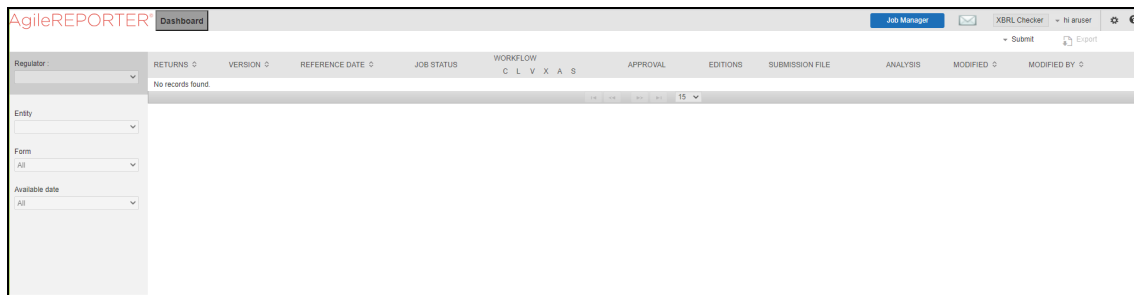 AgileREPORTER® Dashboard Job Manager XBRL Checker hi aruser
Submit Export
Regulator :
RETURNS VERSION REFERENCE DATE JOB STATUS WORKFLOW APPROVAL EDITIONS SUBMISSION FILE ANALYSIS MODIFIED MODIFIED BY
C L V X A S
No records found.
15
Entity
Form
All
Available date
All